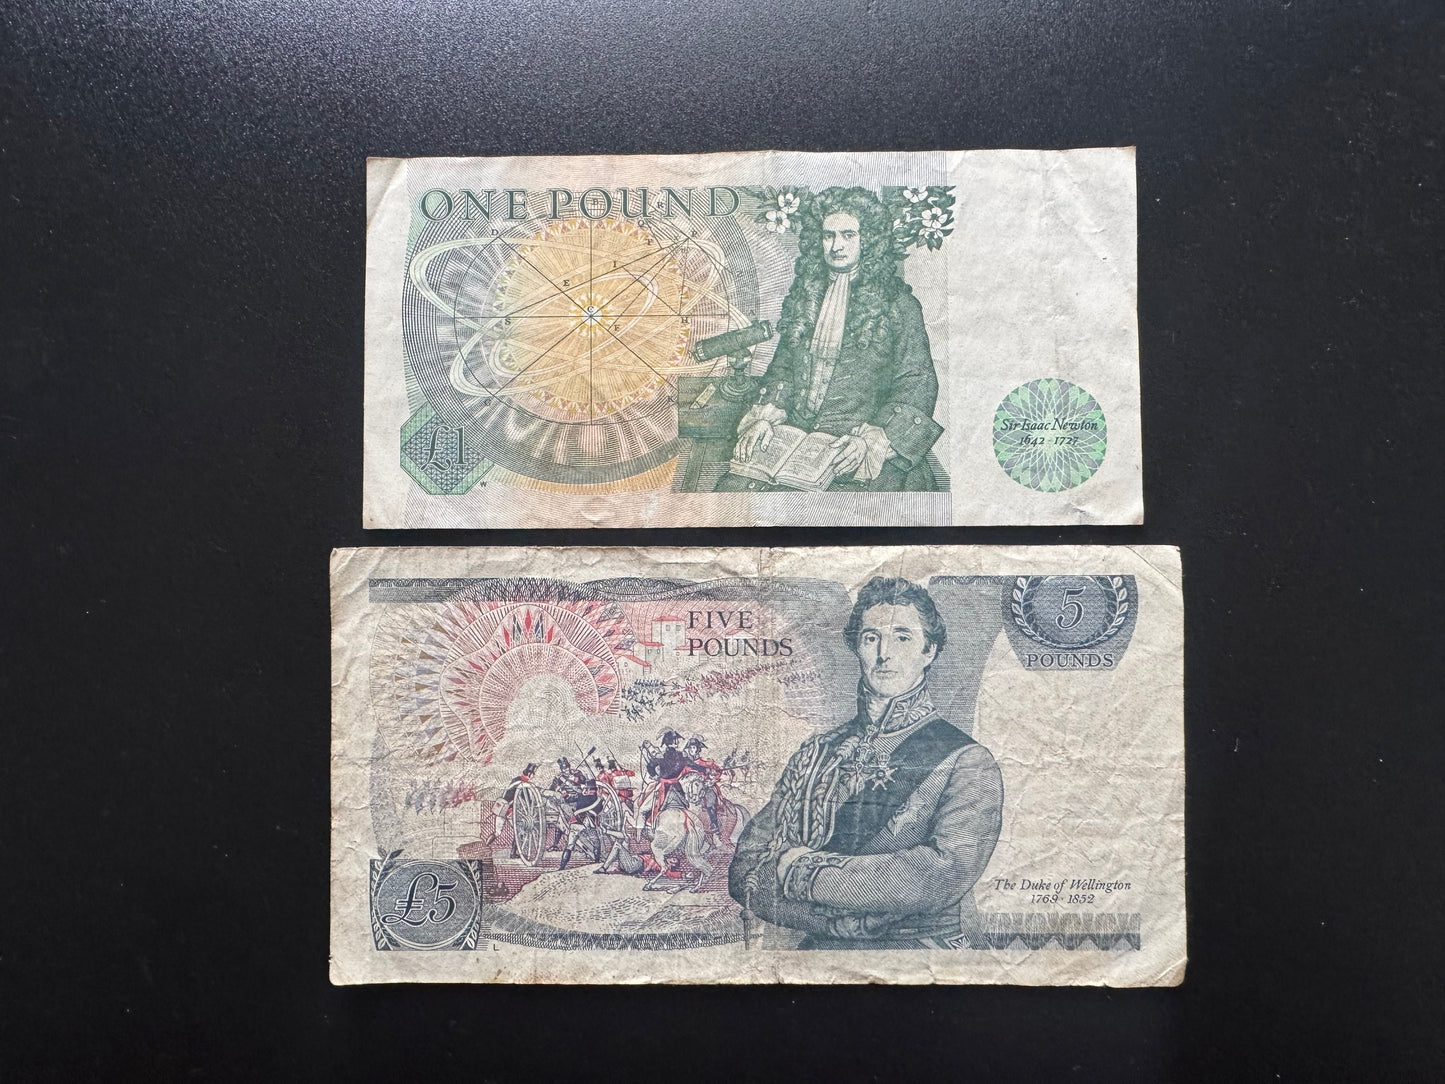 ONE POUND
£1
W
Sir Isaac Newton
1642-1727
FIVE
POUNDS
5
POUNDS
£5
L
The Duke of Wellington
1769·1852